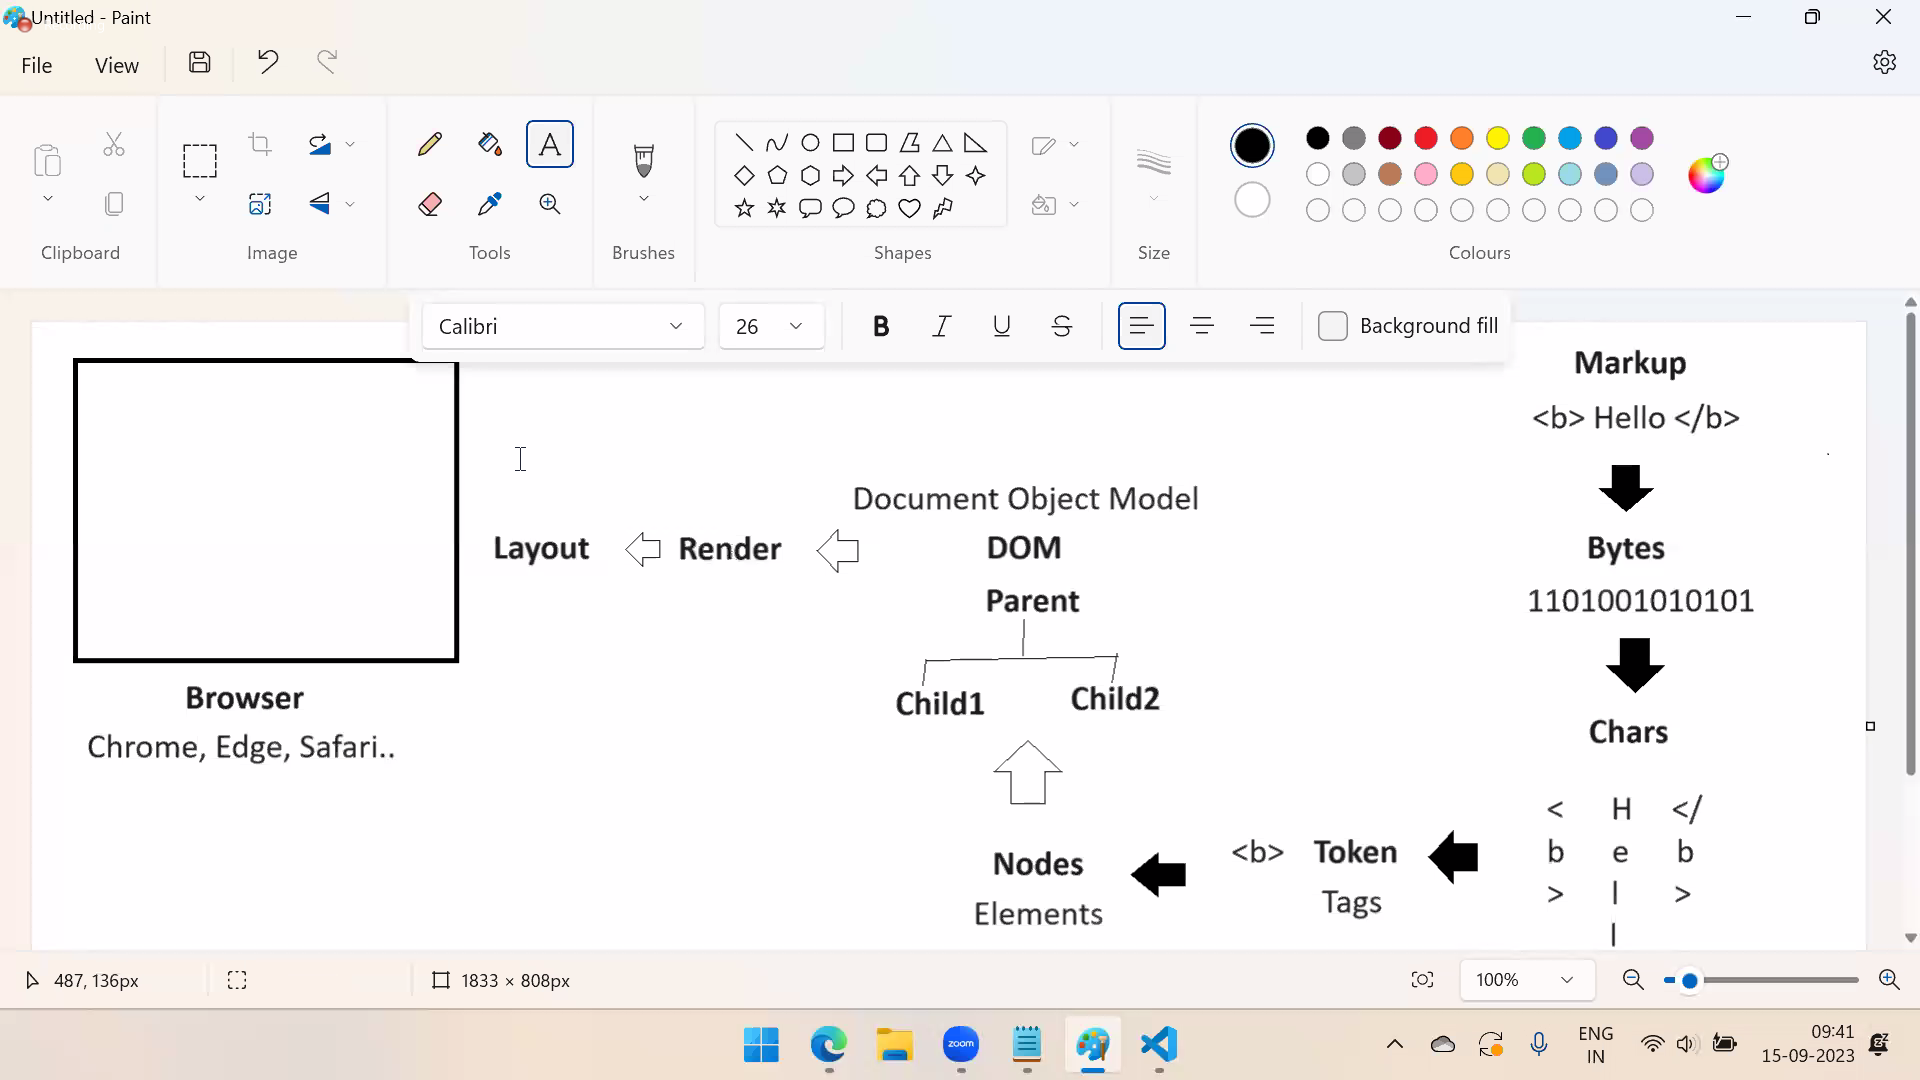 Untitled - Paint
File
View
Clipboard
Image
Tools
Brushes
Shapes
Size
Colours
Calibri
26
B I U S
Background fill
Markup
<b> Hello </b>
Document Object Model
Layout
Render
DOM
Bytes
Parent
1101001010101
Child1
Child2
Browser
Chrome, Edge, Safari..
Chars
< H </
b e b
> l >
l
<b> Token
Tags
Nodes
Elements
487, 136px
1833 × 808px
100%
zoom
ENG
IN
09:41
15-09-2023